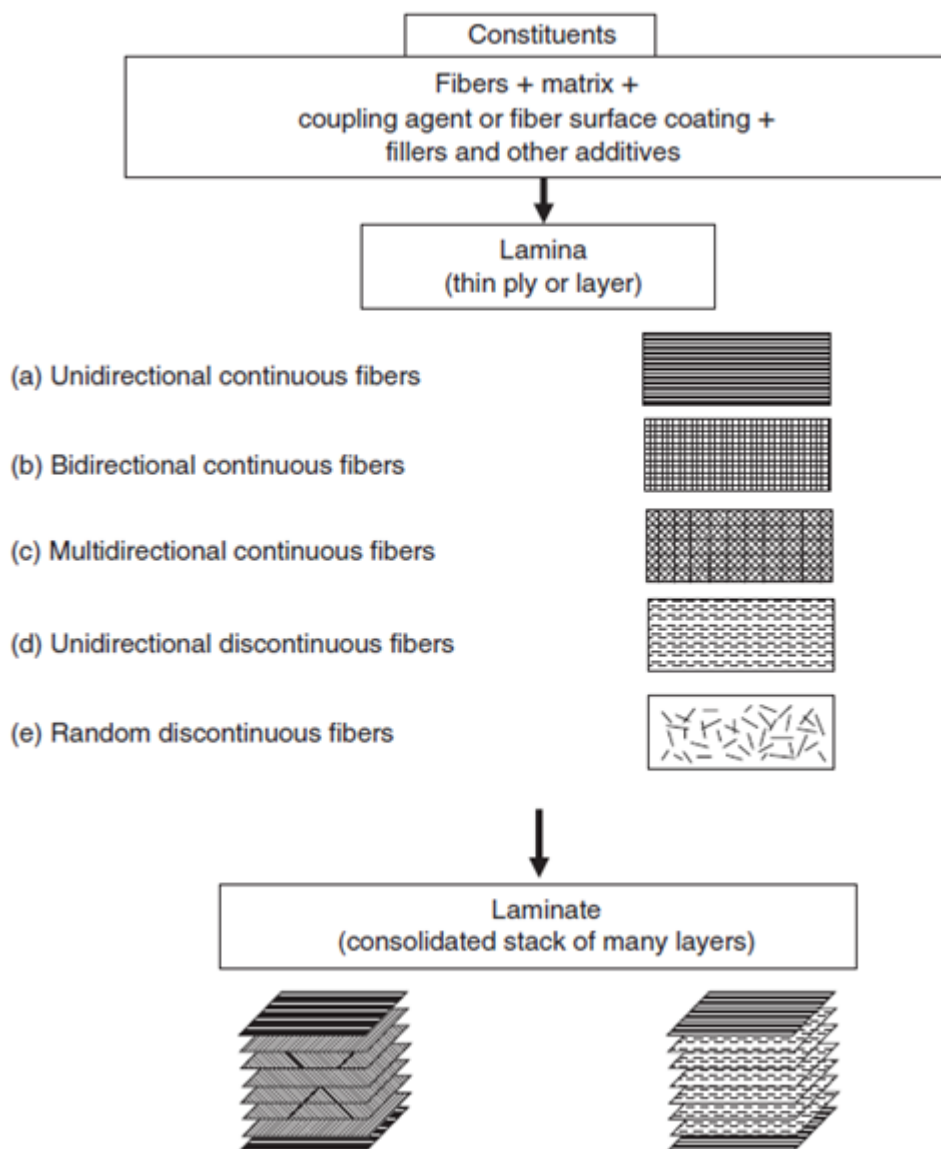 Constituents
Fibers + matrix +
coupling agent or fiber surface coating +
fillers and other additives
Lamina
(thin ply or layer)
(a) Unidirectional continuous fibers
(b) Bidirectional continuous fibers
(c) Multidirectional continuous fibers
(d) Unidirectional discontinuous fibers
(e) Random discontinuous fibers
Laminate
(consolidated stack of many layers)